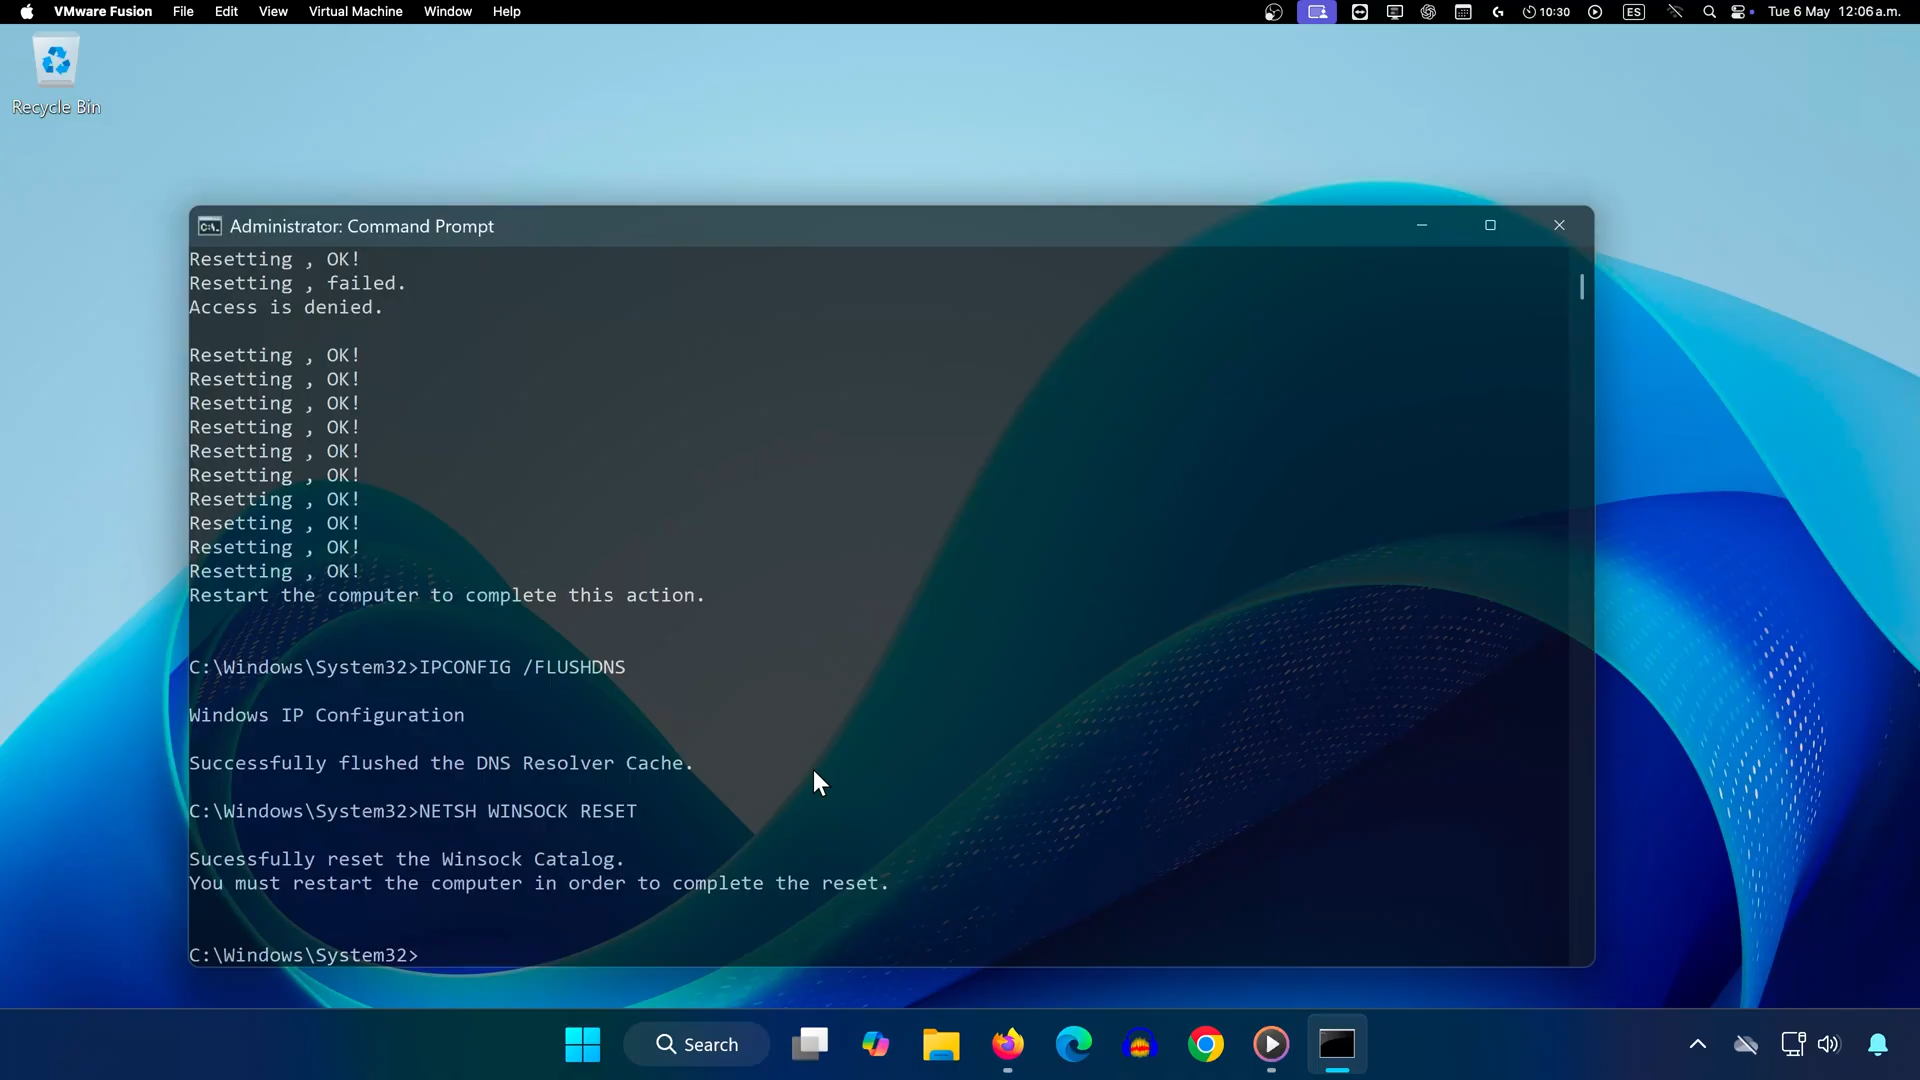 VMware Fusion File Edit View Virtual Machine Window Help 10:30 ES Tue 6 May 12:06 a.m.
Recycle Bin
Administrator: Command Prompt
Resetting , OK!
Resetting , failed.
Access is denied.
Resetting , OK!
Resetting , OK!
Resetting , OK!
Resetting , OK!
Resetting , OK!
Resetting , OK!
Resetting , OK!
Resetting , OK!
Resetting , OK!
Resetting , OK!
Restart the computer to complete this action.
C:\Windows\System32>IPCONFIG /FLUSHDNS
Windows IP Configuration
Successfully flushed the DNS Resolver Cache.
C:\Windows\System32>NETSH WINSOCK RESET
Sucessfully reset the Winsock Catalog.
You must restart the computer in order to complete the reset.
C:\Windows\System32>
Search